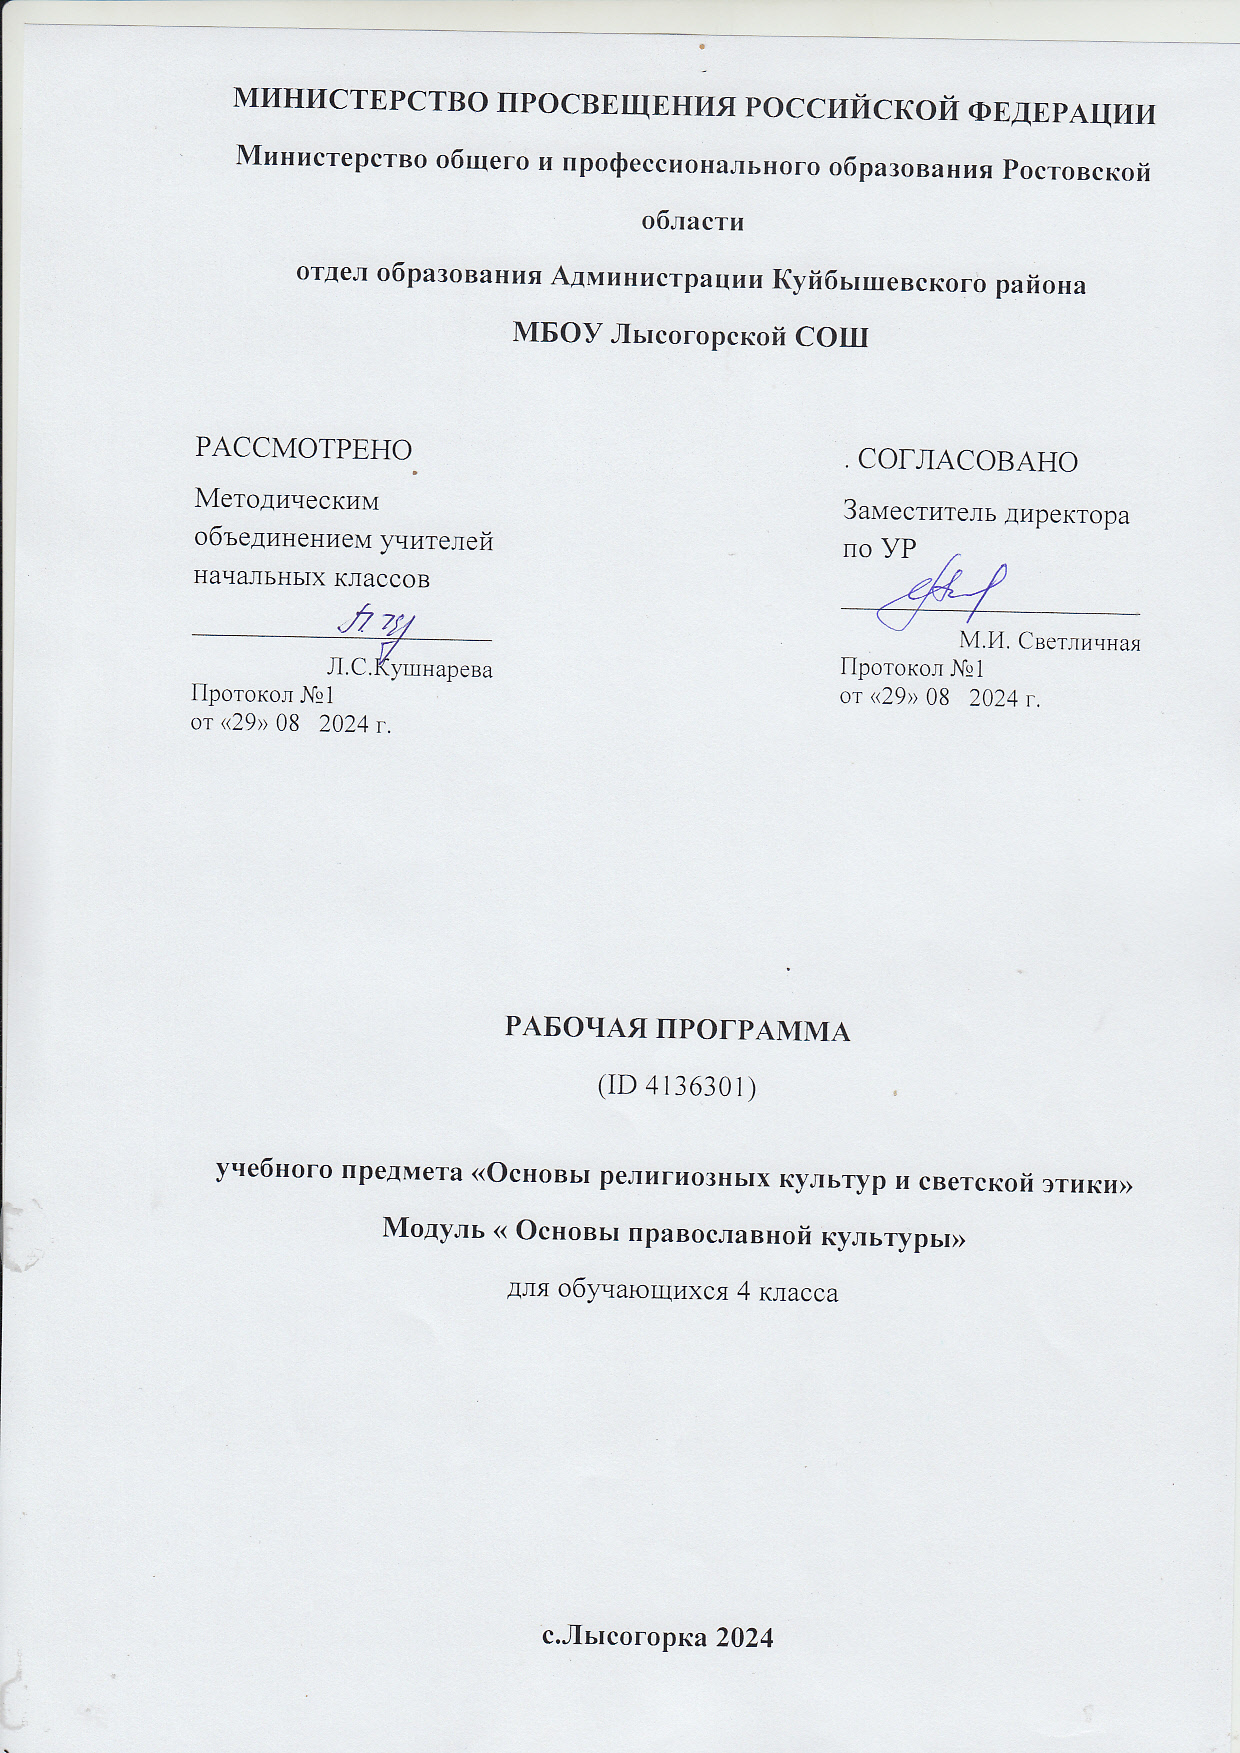 МИНИСТЕРСТВО ПРОСВЕЩЕНИЯ РОССИЙСКОЙ ФЕДЕРАЦИИ
Министерство общего и профессионального образования Ростовской
области
отдел образования Администрации Куйбышевского района
МБОУ Лысогорской СОШ
РАССМОТРЕНО
Методическим
объединением учителей
начальных классов
Л.С.Кушнарева
Протокол №1
от «29» 08 2024 г.
. СОГЛАСОВАНО
Заместитель директора
по УР
М.И. Светличная
Протокол №1
от «29» 08 2024 г.
РАБОЧАЯ ПРОГРАММА
(ID 4136301)
учебного предмета «Основы религиозных культур и светской этики»
Модуль « Основы православной культуры»
для обучающихся 4 класса
с.Лысогорка 2024